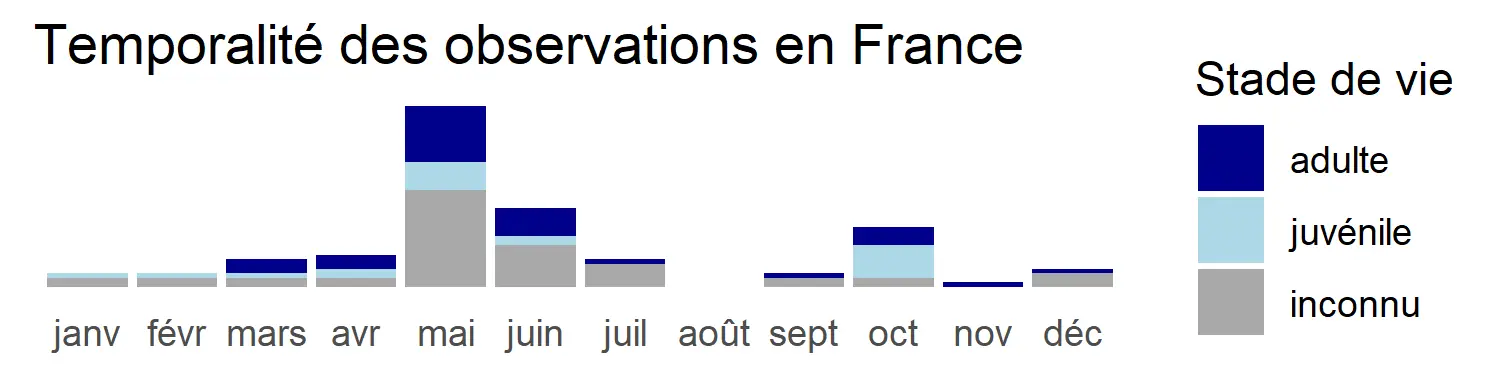 Temporalité des observations en France
janv févr mars avr mai juin juil août sept oct nov déc
Stade de vie
adulte
juvénile
inconnu